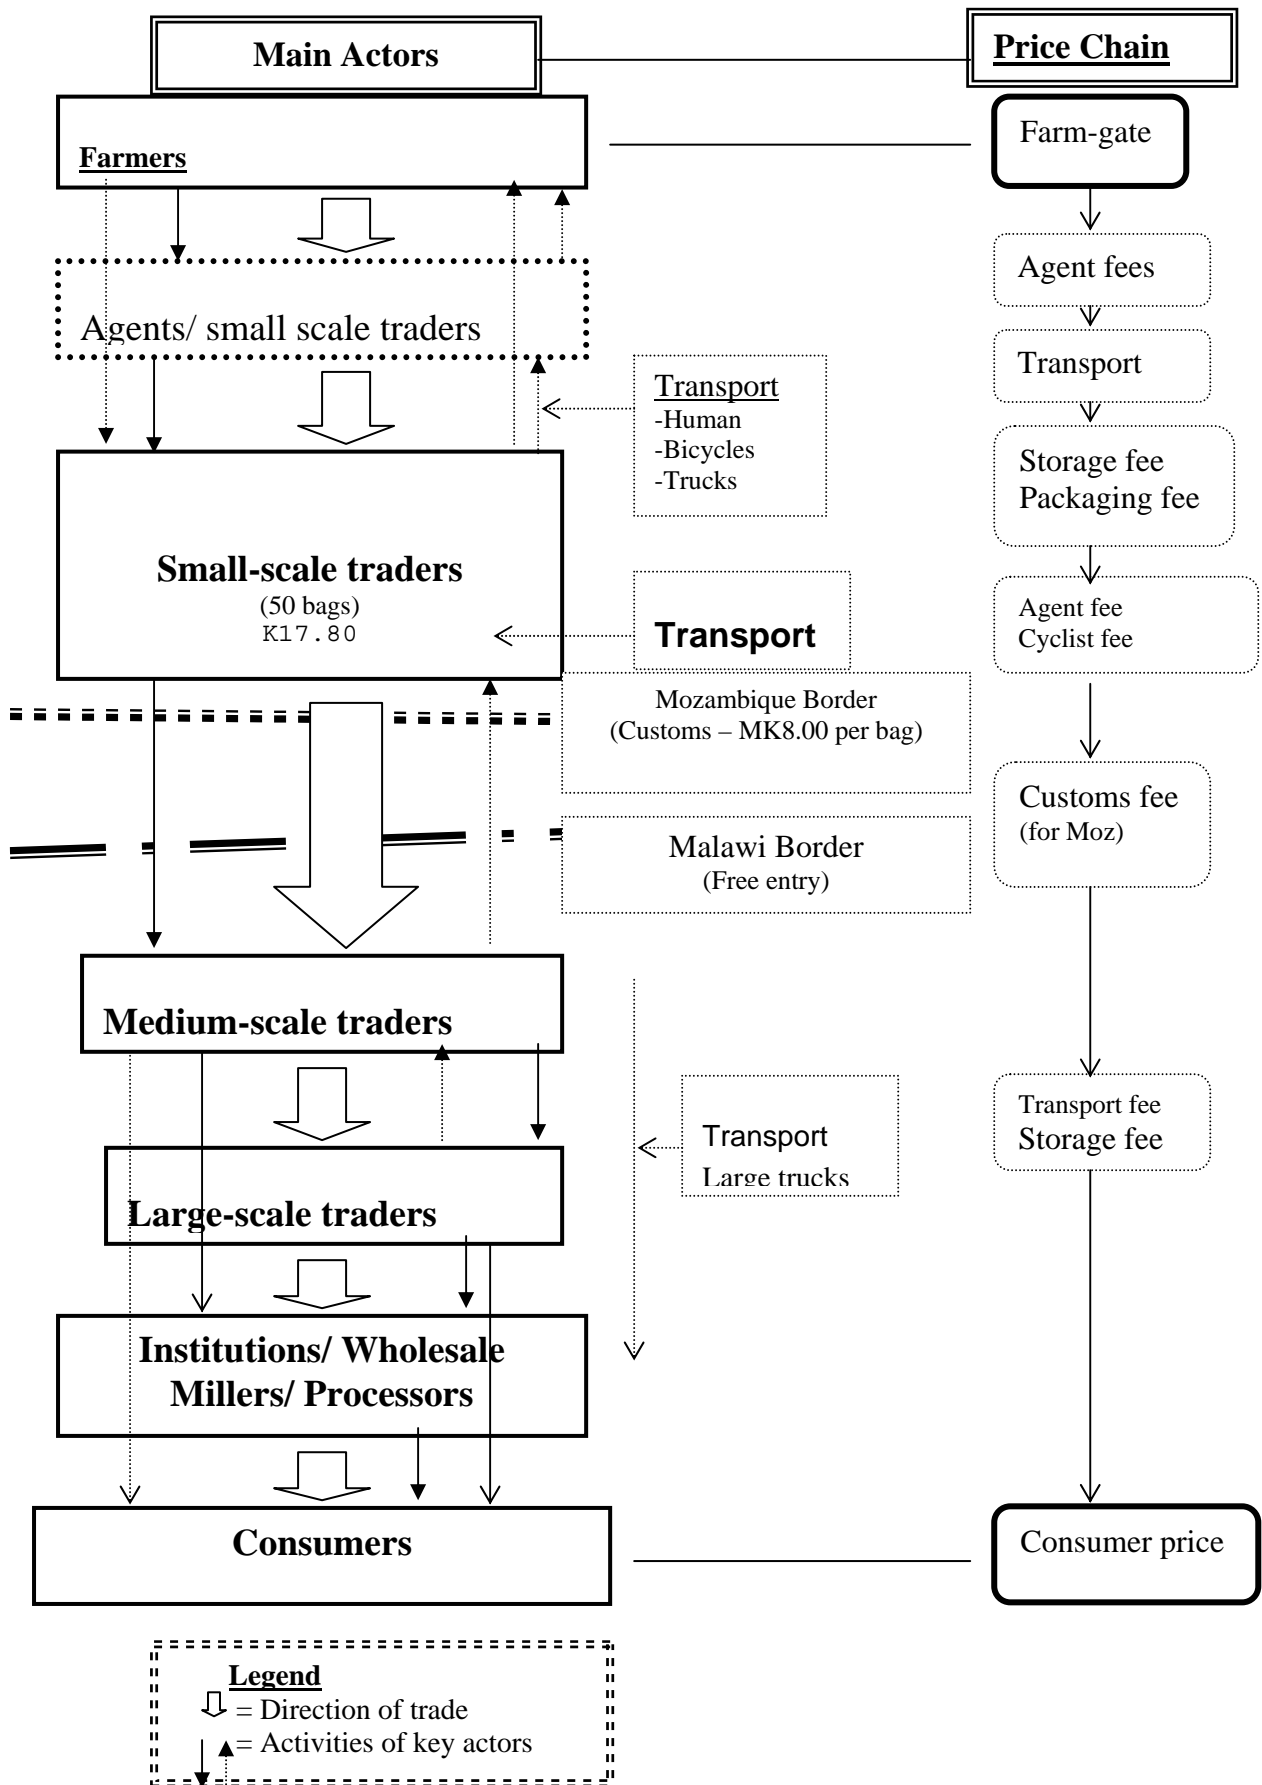 Main Actors
Price Chain
Farmers
Farm-gate
Agent fees
Agents/ small scale traders
Transport
Transport
-Human
-Bicycles
-Trucks
Storage fee
Packaging fee
Small-scale traders
(50 bags)
K17.80
Transport
Agent fee
Cyclist fee
Mozambique Border
(Customs – MK8.00 per bag)
Customs fee
(for Moz)
Malawi Border
(Free entry)
Medium-scale traders
Transport
Large trucks
Transport fee
Storage fee
Large-scale traders
Institutions/ Wholesale
Millers/ Processors
Consumers
Consumer price
Legend
= Direction of trade
= Activities of key actors